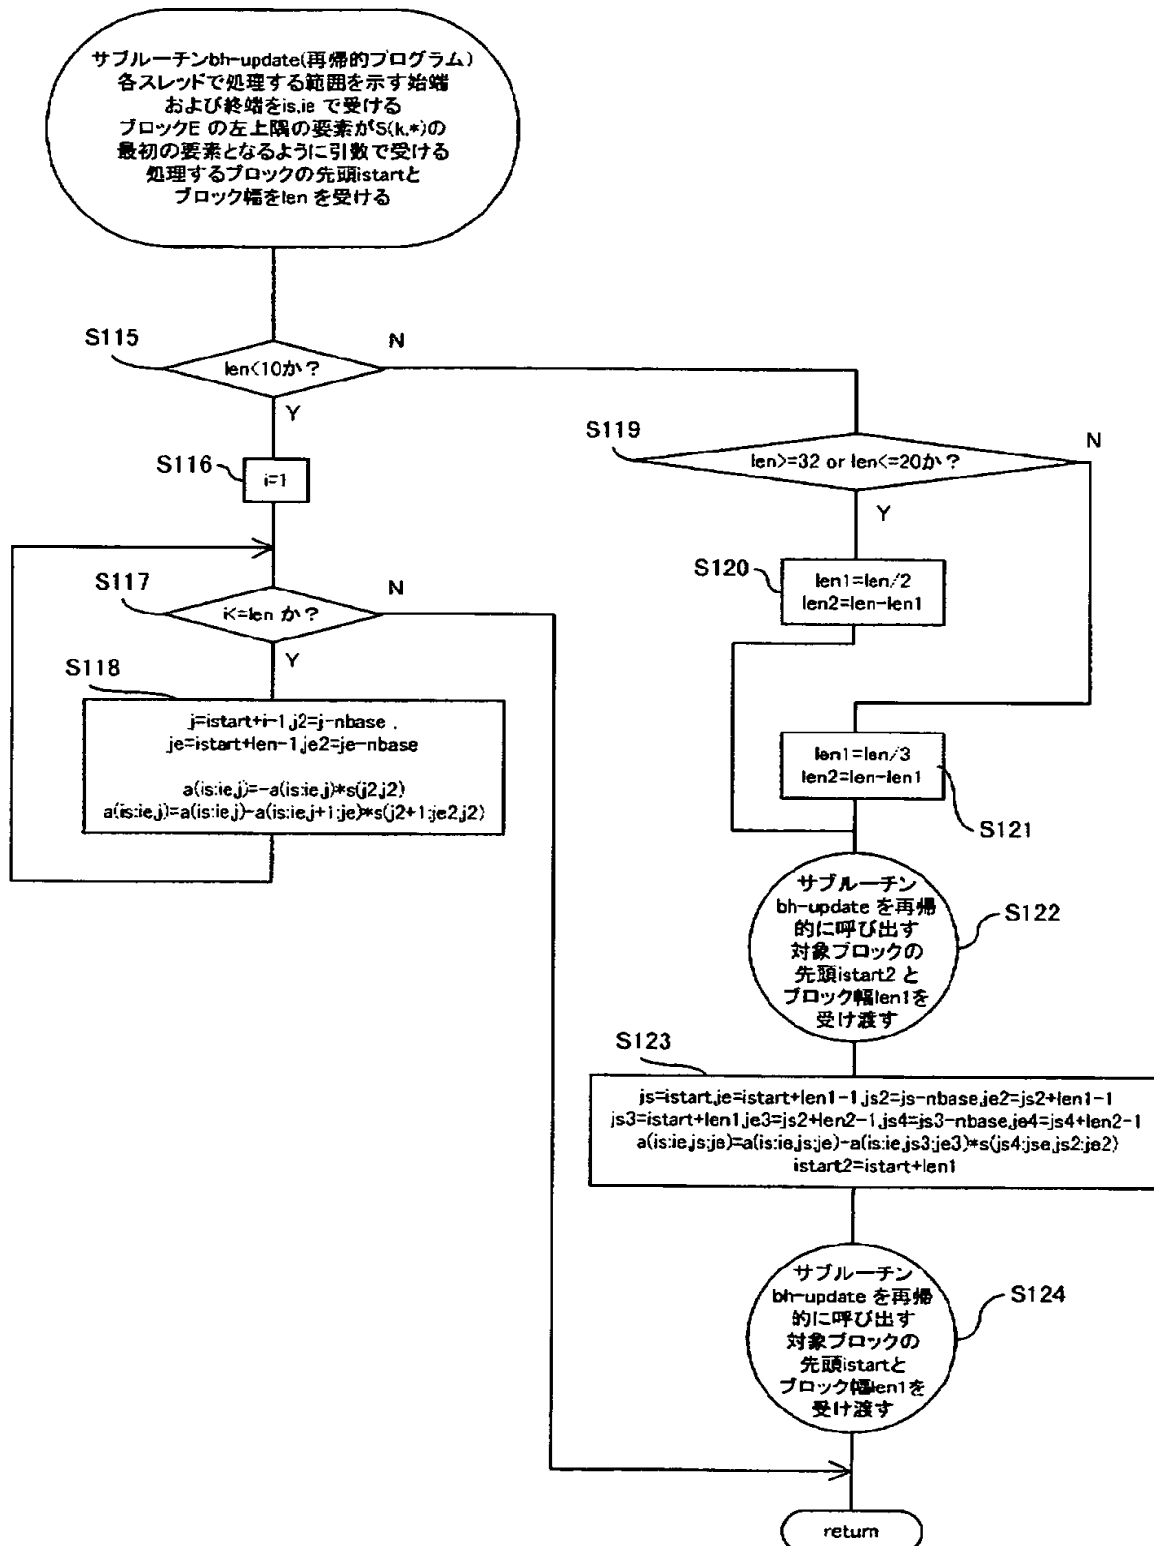 サブルーチンbh-update(再帰的プログラム)
各スレッドで処理する範囲を示す始端
および終端をis,ie で受ける
ブロックE の左上隅の要素がS(k,*)の
最初の要素となるように引数で受ける
処理するブロックの先頭istartと
ブロック幅をlen を受ける
S115
len<10か？
N
Y
S116
i=1
S117
i<=len か？
N
Y
S118
j=istart+i-1,j2=j-nbase ,
je=istart+len-1,je2=je-nbase
a(is:ie,j)=-a(is:ie,j)*s(j2,j2)
a(is:ie,j)=a(is:ie,j)-a(is:ie,j+1:je)*s(j2+1:je2,j2)
S119
len>=32 or len<=20か？
N
Y
S120
len1=len/2
len2=len-len1
len1=len/3
len2=len-len1
S121
サブルーチン
bh-update を再帰
的に呼び出す
対象ブロックの
先頭istart2 と
ブロック幅len1を
受け渡す
S122
S123
js=istart,je=istart+len1-1,js2=js-nbase,je2=js2+len1-1
js3=istart+len1,je3=js2+len2-1,js4=js3-nbase,je4=js4+len2-1
a(is:ie,js:je)=a(is:ie,js:je)-a(is:ie,js3:je3)*s(js4:jse,js2:je2)
istart2=istart+len1
サブルーチン
bh-update を再帰
的に呼び出す
対象ブロックの
先頭istartと
ブロック幅len1を
受け渡す
S124
return